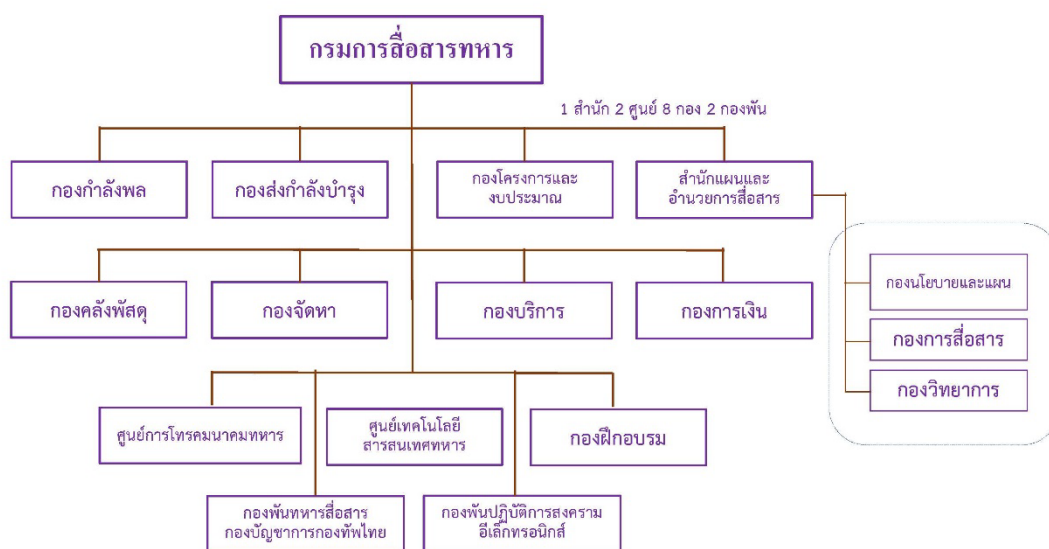 กรมการสื่อสารทหาร
1 สำนัก 2 ศูนย์ 8 กอง 2 กองพัน
กองกำลังพล
กองส่งกำลังบำรุง
กองโครงการและ
งบประมาณ
สำนักแผนและ
อำนวยการสื่อสาร
กองนโยบายและแผน
กองการสื่อสาร
กองวิทยาการ
กองคลังพัสดุ
กองจัดหา
กองบริการ
กองการเงิน
ศูนย์การโทรคมนาคมทหาร
ศูนย์เทคโนโลยี
สารสนเทศทหาร
กองฝึกอบรม
กองพันทหารสื่อสาร
กองบัญชาการกองทัพไทย
กองพันปฏิบัติการสงคราม
อีเล็กทรอนิกส์